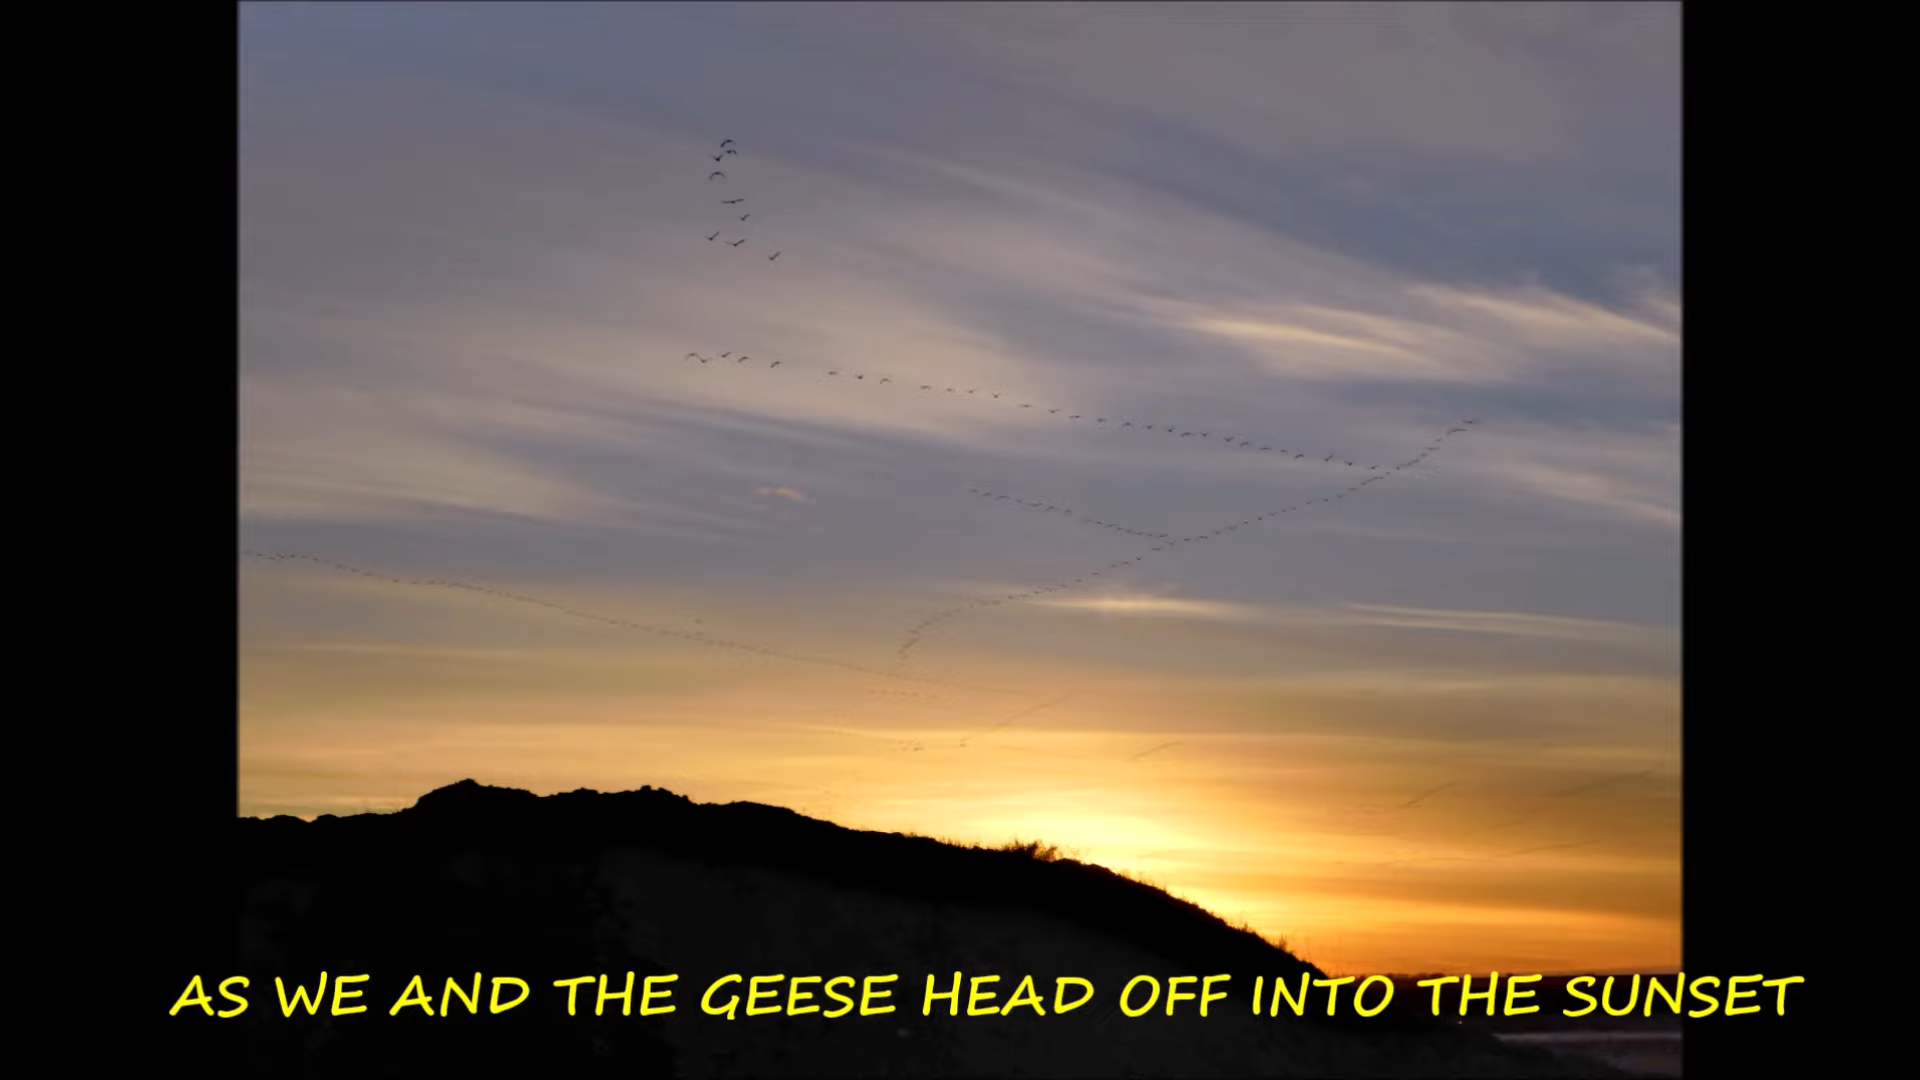 AS WE AND THE GEESE HEAD OFF INTO THE SUNSET